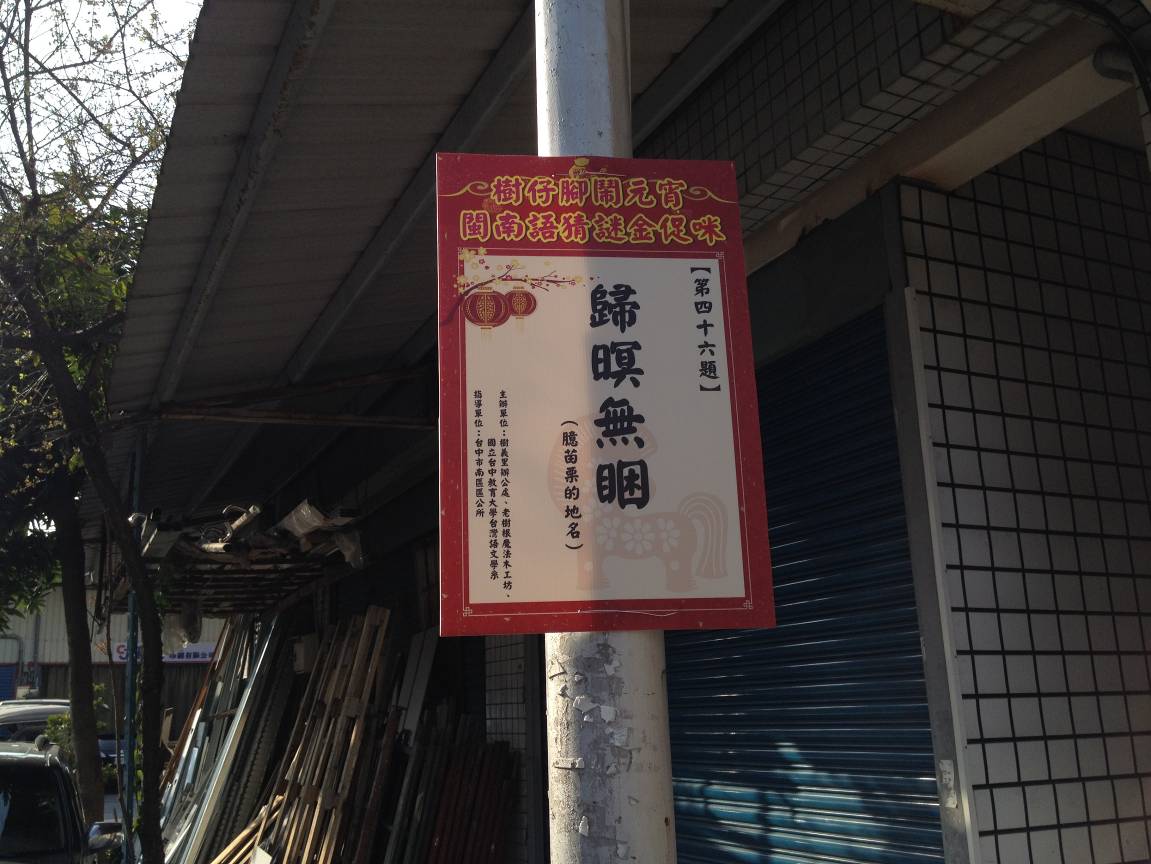 樹仔腳鬧元宵
閩南語猜謎金促咪
【第四十六題】
歸暝無睏
(臆苗栗的地名)
主辦單位：樹義里辦公處、老樹根魔法木工坊、
國立台中教育大學台灣語文學系
指導單位：台中市南區區公所